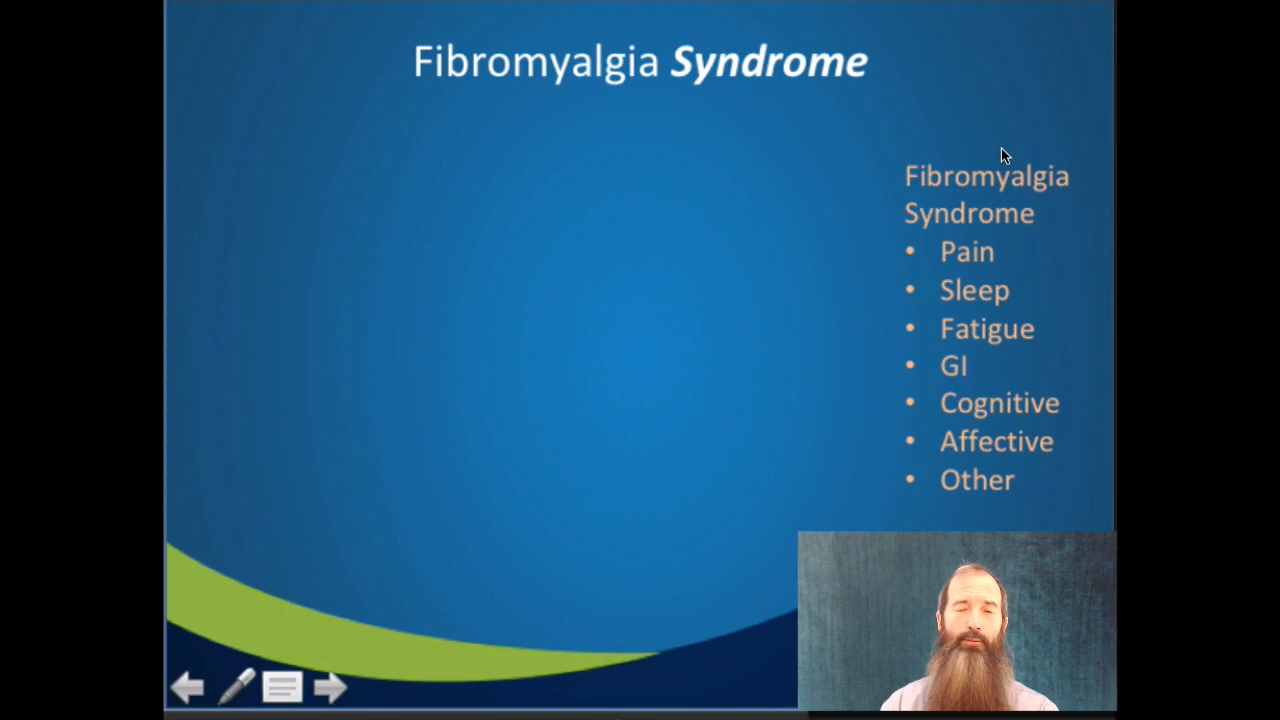 Fibromyalgia Syndrome
Fibromyalgia
Syndrome
• Pain
• Sleep
• Fatigue
• GI
• Cognitive
• Affective
• Other